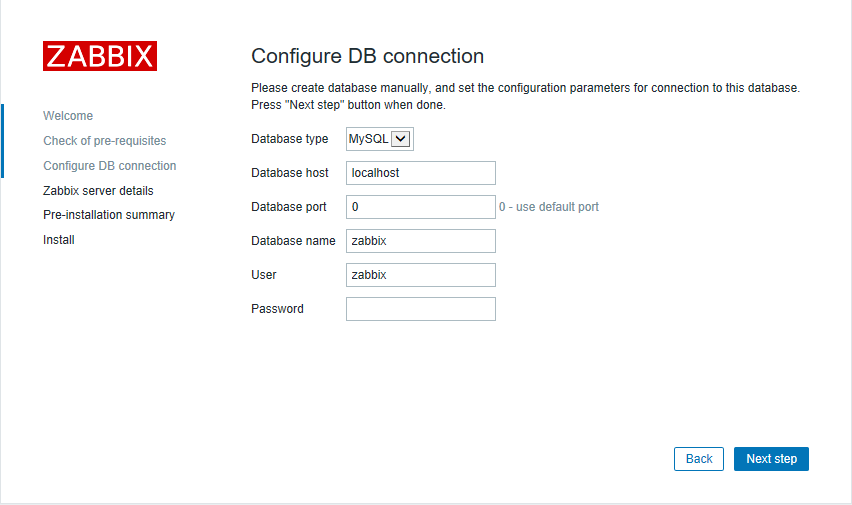 ZABBIX
Welcome
Check of pre-requisites
Configure DB connection
Zabbix server details
Pre-installation summary
Install
Configure DB connection
Please create database manually, and set the configuration parameters for connection to this database.
Press "Next step" button when done.
Database type MySQL
Database host localhost
Database port 0 0 - use default port
Database name zabbix
User zabbix
Password
Back Next step